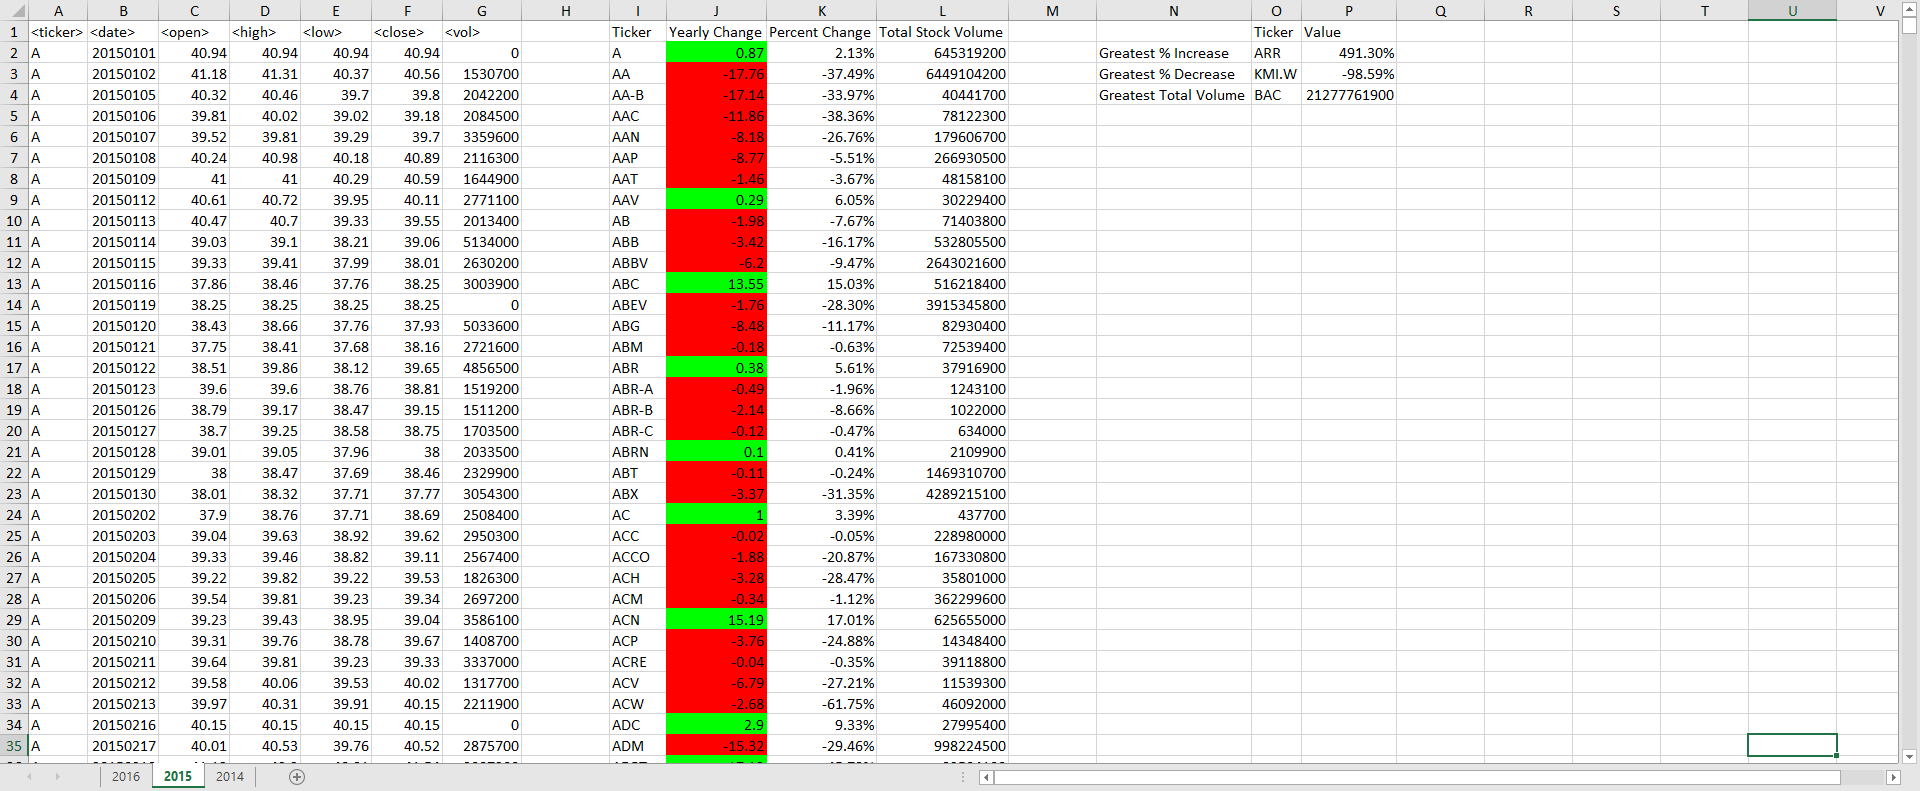 A B C D E F G H I J K L M N O P Q R S T U V
1 <ticker> <date> <open> <high> <low> <close> <vol> Ticker Yearly Change Percent Change Total Stock Volume Ticker Value
2 A 20150101 40.94 40.94 40.94 40.94 0 A 0.87 2.13% 645319200 Greatest % Increase ARR 491.30%
3 A 20150102 41.18 41.31 40.37 40.56 1530700 AA -17.76 -37.49% 6449104200 Greatest % Decrease KMI.W -98.59%
4 A 20150105 40.32 40.46 39.7 39.8 2042200 AA-B -17.14 -33.97% 40441700 Greatest Total Volume BAC 21277761900
5 A 20150106 39.81 40.02 39.02 39.18 2084500 AAC -11.86 -38.36% 78122300
6 A 20150107 39.52 39.81 39.29 39.7 3359600 AAN -8.18 -26.76% 179606700
7 A 20150108 40.24 40.98 40.18 40.89 2116300 AAP -8.77 -5.51% 266930500
8 A 20150109 41 41 40.29 40.59 1644900 AAT -1.46 -3.67% 48158100
9 A 20150112 40.61 40.72 39.95 40.11 2771100 AAV 0.29 6.05% 30229400
10 A 20150113 40.47 40.7 39.33 39.55 2013400 AB -1.98 -7.67% 71403800
11 A 20150114 39.03 39.1 38.21 39.06 5134000 ABB -3.42 -16.17% 532805500
12 A 20150115 39.33 39.41 37.99 38.01 2630200 ABBV -6.2 -9.47% 2643021600
13 A 20150116 37.86 38.46 37.76 38.25 3003900 ABC 13.55 15.03% 516218400
14 A 20150119 38.25 38.25 38.25 38.25 0 ABEV -1.76 -28.30% 3915345800
15 A 20150120 38.43 38.66 37.76 37.93 5033600 ABG -8.48 -11.17% 82930400
16 A 20150121 37.75 38.41 37.68 38.16 2721600 ABM -0.18 -0.63% 72539400
17 A 20150122 38.51 39.86 38.12 39.65 4856500 ABR 0.38 5.61% 37916900
18 A 20150123 39.6 39.6 38.76 38.81 1519200 ABR-A -0.49 -1.96% 1243100
19 A 20150126 38.79 39.17 38.47 39.15 1511200 ABR-B -2.14 -8.66% 1022000
20 A 20150127 38.7 39.25 38.58 38.75 1703500 ABR-C -0.12 -0.47% 634000
21 A 20150128 39.01 39.05 37.96 38 2033500 ABRN 0.1 0.41% 2109900
22 A 20150129 38 38.47 37.69 38.46 2329900 ABT -0.11 -0.24% 1469310700
23 A 20150130 38.01 38.32 37.71 37.77 3054300 ABX -3.37 -31.35% 4289215100
24 A 20150202 37.9 38.76 37.71 38.69 2508400 AC 1 3.39% 437700
25 A 20150203 39.04 39.63 38.92 39.62 2950300 ACC -0.02 -0.05% 228980000
26 A 20150204 39.33 39.46 38.82 39.11 2567400 ACCO -1.88 -20.87% 167330800
27 A 20150205 39.22 39.82 39.22 39.53 1826300 ACH -3.28 -28.47% 35801000
28 A 20150206 39.54 39.81 39.23 39.34 2697200 ACM -0.34 -1.12% 362299600
29 A 20150209 39.23 39.43 38.95 39.04 3586100 ACN 15.19 17.01% 625655000
30 A 20150210 39.31 39.76 38.78 39.67 1408700 ACP -3.76 -24.88% 14348400
31 A 20150211 39.64 39.81 39.23 39.33 3337000 ACRE -0.04 -0.35% 39118800
32 A 20150212 39.58 40.06 39.53 40.02 1317700 ACV -6.79 -27.21% 11539300
33 A 20150213 39.97 40.31 39.91 40.15 2211900 ACW -2.68 -61.75% 46092000
34 A 20150216 40.15 40.15 40.15 40.15 0 ADC 2.9 9.33% 27995400
35 A 20150217 40.01 40.53 39.76 40.52 2875700 ADM -15.32 -29.46% 998224500
2016 2015 2014